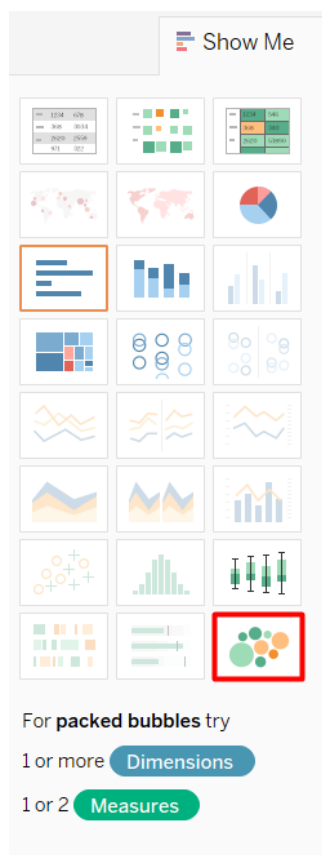 Show Me
For packed bubbles try
1 or more Dimensions
1 or 2 Measures